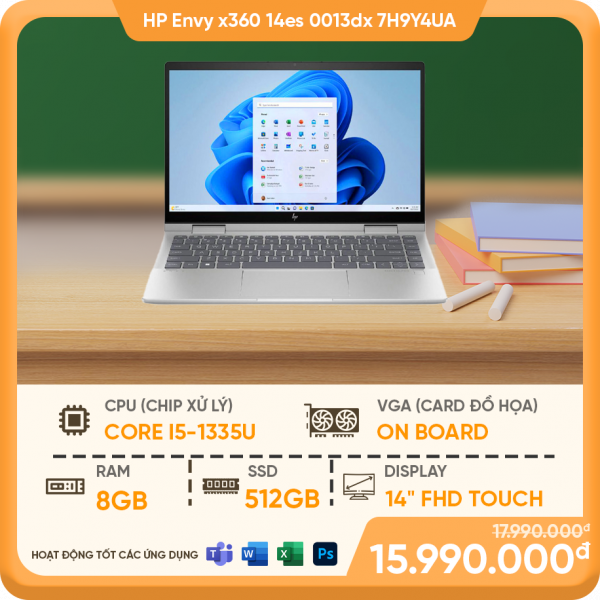 HP Envy x360 14es 0013dx 7H9Y4UA
CPU (CHIP XỬ LÝ)
CORE I5-1335U
VGA (CARD ĐỒ HỌA)
ON BOARD
RAM
8GB
SSD
512GB
DISPLAY
14" FHD TOUCH
HOẠT ĐỘNG TỐT CÁC ỨNG DỤNG
T
W
X
Ps
17.990.000đ
15.990.000đ